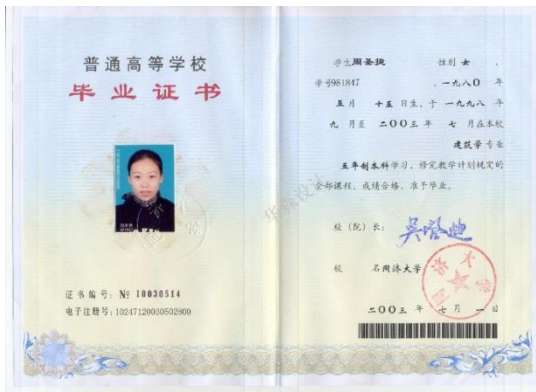 普通高等学校
毕业证书
证书编号：№ 10030514
电子注册号：102471200305028​00
学生周圣捷 性别 女 ，
学号981847 ，一九八〇 年
五月 十五日生，于 一九九八 年
九 月至 二〇〇三 年 七 月在本校
建筑学 专业
五年制本科学习，修完教学计划规定的
全部课程，成绩合格，准予毕业。
校（院）长：
校 名同济大学
二〇〇三 年 七 月 一日